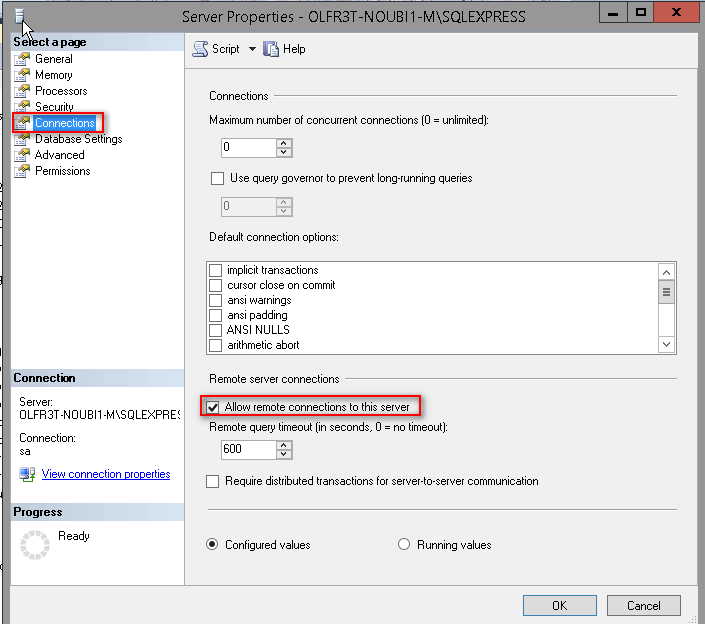 Server Properties - OLFR3T-NOUBI1-M\SQLEXPRESS
Select a page
General
Memory
Processors
Security
Connections
Database Settings
Advanced
Permissions
Script
Help
Connections
Maximum number of concurrent connections (0 = unlimited):
0
Use query governor to prevent long-running queries
0
Default connection options:
implicit transactions
cursor close on commit
ansi warnings
ansi padding
ANSI NULLS
arithmetic abort
Remote server connections
Allow remote connections to this server
Remote query timeout (in seconds, 0 = no timeout):
600
Require distributed transactions for server-to-server communication
Configured values
Running values
Connection
Server:
OLFR3T-NOUBI1-M\SQLEXPRES
Connection:
sa
View connection properties
Progress
Ready
OK
Cancel